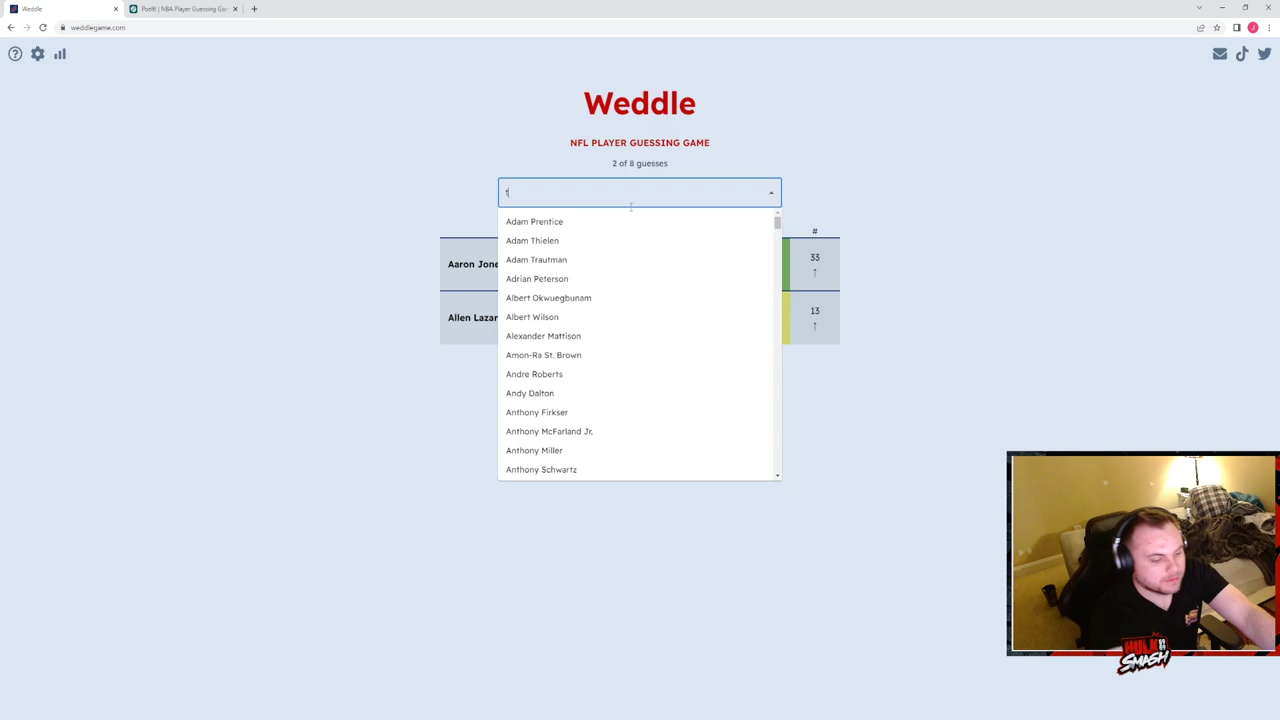 Weddle
Poeltl | NBA Player Guessing Ga
weddlegame.com
Weddle
NFL PLAYER GUESSING GAME
2 of 8 guesses
t
#
Aaron Jone
33
↑
Allen Lazar
13
↑
Adam Prentice
Adam Thielen
Adam Trautman
Adrian Peterson
Albert Okwuegbunam
Albert Wilson
Alexander Mattison
Amon-Ra St. Brown
Andre Roberts
Andy Dalton
Anthony Firkser
Anthony McFarland Jr.
Anthony Miller
Anthony Schwartz
J
HULK
SMASH